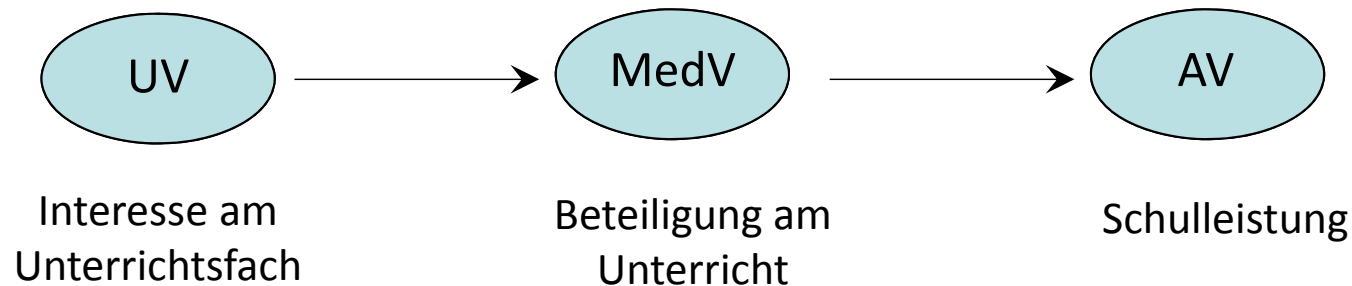 UV
MedV
AV
Interesse am
Unterrichtsfach
Beteiligung am
Unterricht
Schulleistung